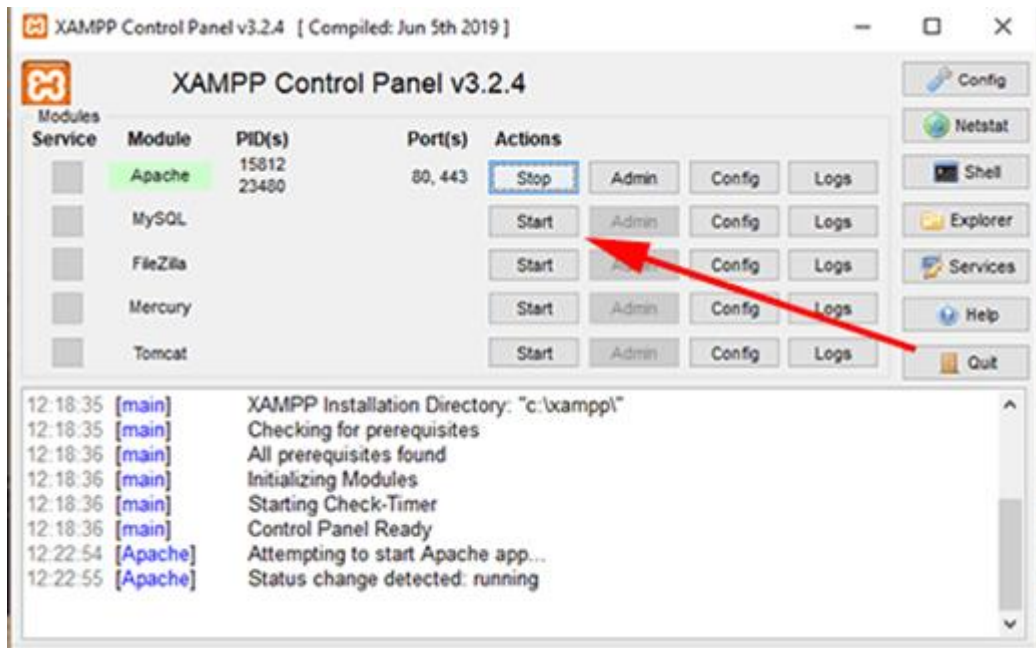 XAMPP Control Panel v3.2.4 [ Compiled: Jun 5th 2019 ]
XAMPP Control Panel v3.2.4
Config
Modules
Service Module PID(s) Port(s) Actions
Netstat
Apache 15812 23480 80, 443 Stop Admin Config Logs
Shell
MySQL Start Admin Config Logs
Explorer
FileZilla Start Admin Config Logs
Services
Mercury Start Admin Config Logs
Help
Tomcat Start Admin Config Logs
Quit
12:18:35 [main] XAMPP Installation Directory: "c:\xampp\"
12:18:35 [main] Checking for prerequisites
12:18:36 [main] All prerequisites found
12:18:36 [main] Initializing Modules
12:18:36 [main] Starting Check-Timer
12:18:36 [main] Control Panel Ready
12:22:54 [Apache] Attempting to start Apache app...
12:22:55 [Apache] Status change detected: running